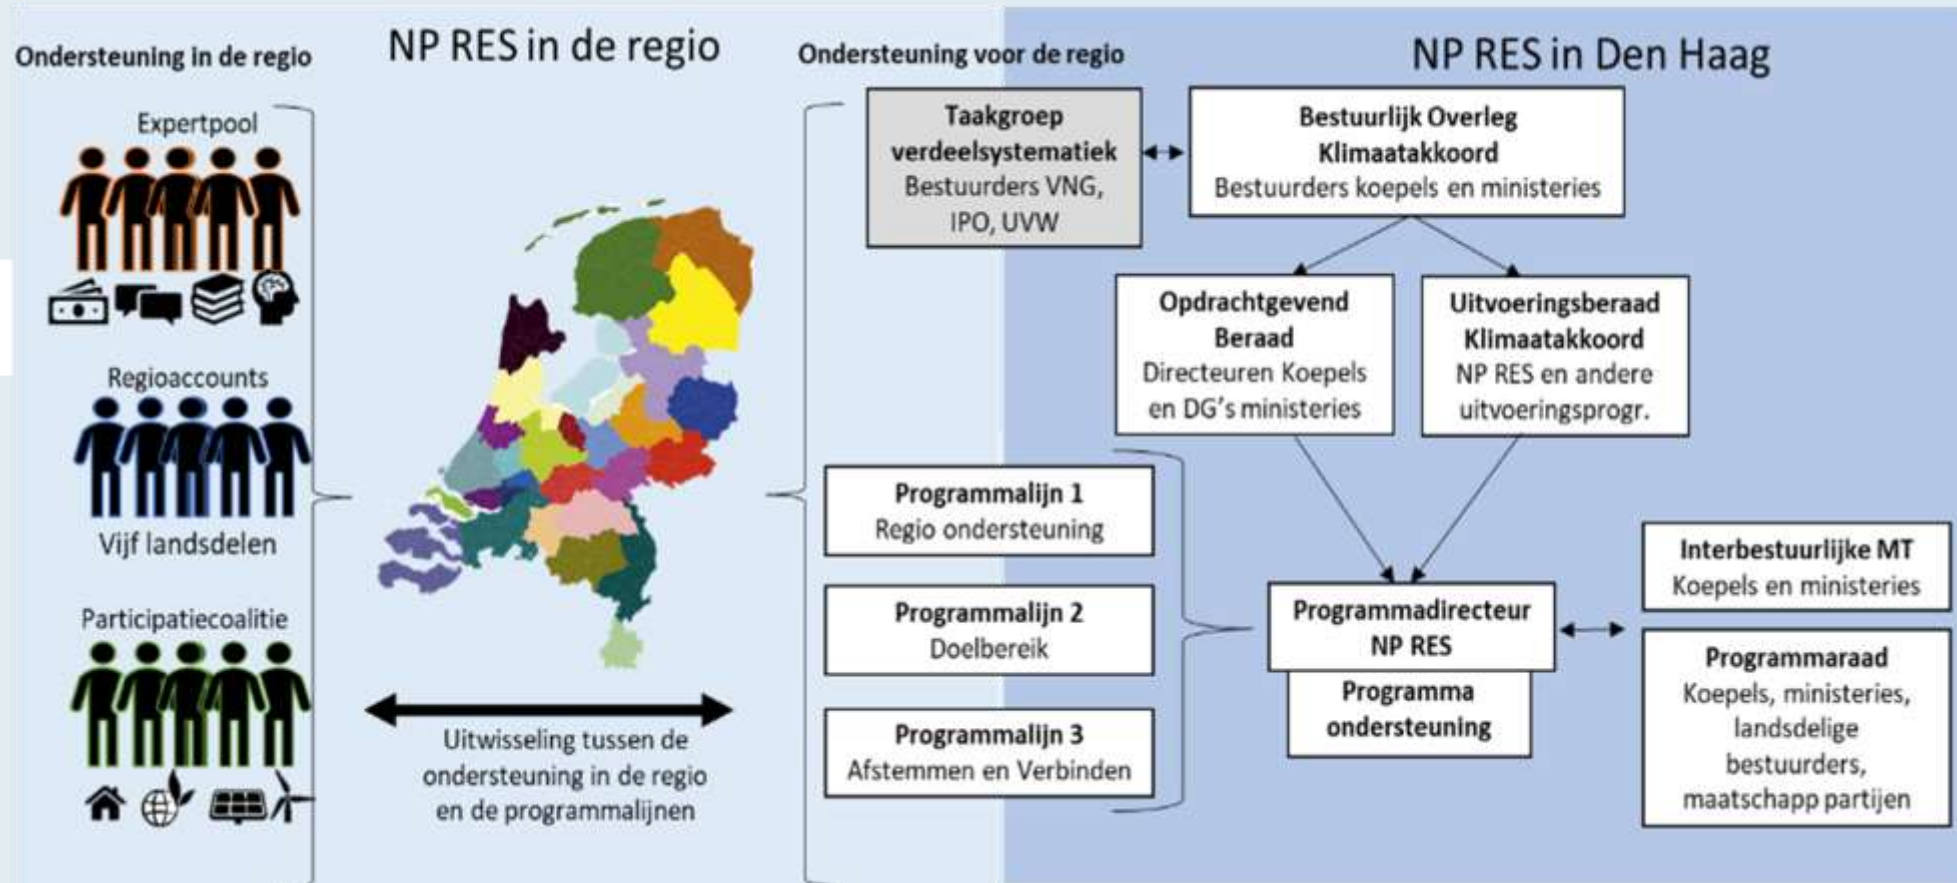 Ondersteuning in de regio
NP RES in de regio
Expertpool
Regioaccounts
Vijf landsdelen
Participatiecoalitie
Uitwisseling tussen de
ondersteuning in de regio
en de programmalijnen
Ondersteuning voor de regio
NP RES in Den Haag
Taakgroep
verdeelsystematiek
Bestuurders VNG,
IPO, UVW
Bestuurlijk Overleg
Klimaatakkoord
Bestuurders koepels en ministeries
Opdrachtgevend
Beraad
Directeuren Koepels
en DG's ministeries
Uitvoeringsberaad
Klimaatakkoord
NP RES en andere
uitvoeringsprogr.
Programmalijn 1
Regio ondersteuning
Programmalijn 2
Doelbereik
Programmalijn 3
Afstemmen en Verbinden
Programmadirecteur
NP RES
Programma
ondersteuning
Interbestuurlijke MT
Koepels en ministeries
Programmaraad
Koepels, ministeries,
landsdelige
bestuurders,
maatschapp partijen